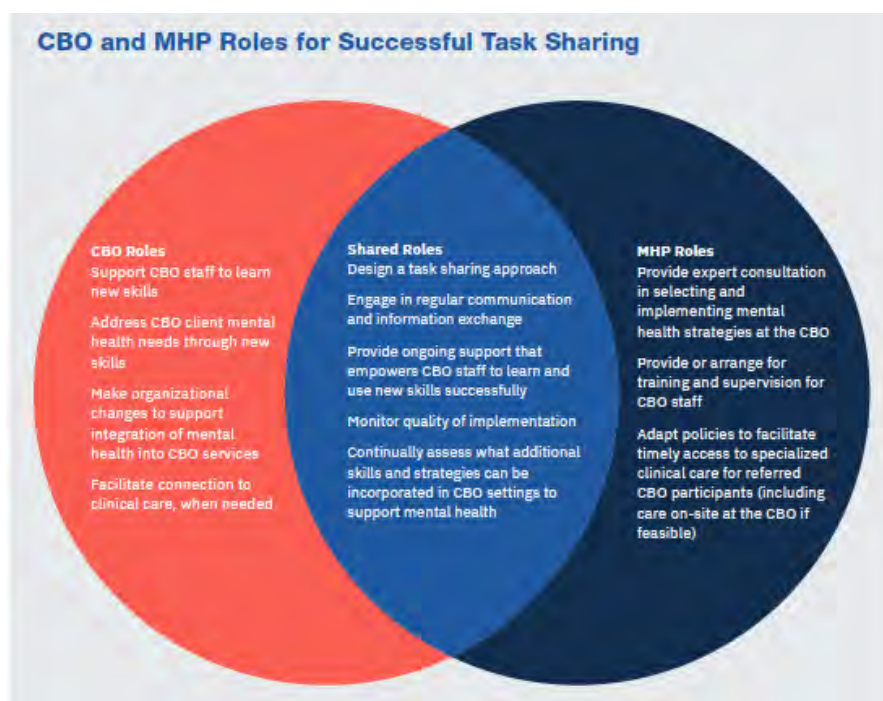 CBO and MHP Roles for Successful Task Sharing
CBO Roles
Support CBO staff to learn
new skills
Address CBO client mental
health needs through new
skills
Make organizational
changes to support
integration of mental
health into CBO services
Facilitate connection to
clinical care, when needed
Shared Roles
Design a task sharing approach
Engage in regular communication
and information exchange
Provide ongoing support that
empowers CBO staff to learn and
use new skills successfully
Monitor quality of implementation
Continually assess what additional
skills and strategies can be
incorporated in CBO settings to
support mental health
MHP Roles
Provide expert consultation
in selecting and
implementing mental
health strategies at the CBO
Provide or arrange for
training and supervision for
CBO staff
Adapt policies to facilitate
timely access to specialized
clinical care for referred
CBO participants (including
care on-site at the CBO if
feasible)